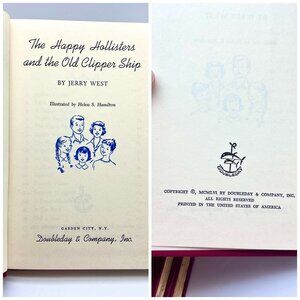 The Happy Hollisters
and the Old Clipper Ship
BY JERRY WEST
Illustrated by Helen S. Hamilton
GARDEN CITY, N.Y.
Doubleday & Company, Inc.
COPYRIGHT ©, MCMLVI BY DOUBLEDAY & COMPANY, INC.
ALL RIGHTS RESERVED
PRINTED IN THE UNITED STATES OF AMERICA